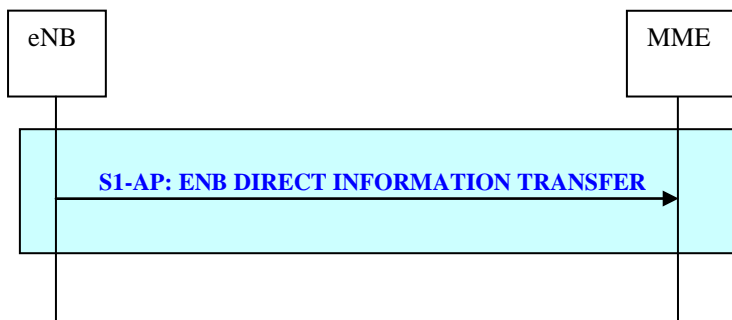 eNB
MME
S1-AP: ENB DIRECT INFORMATION TRANSFER